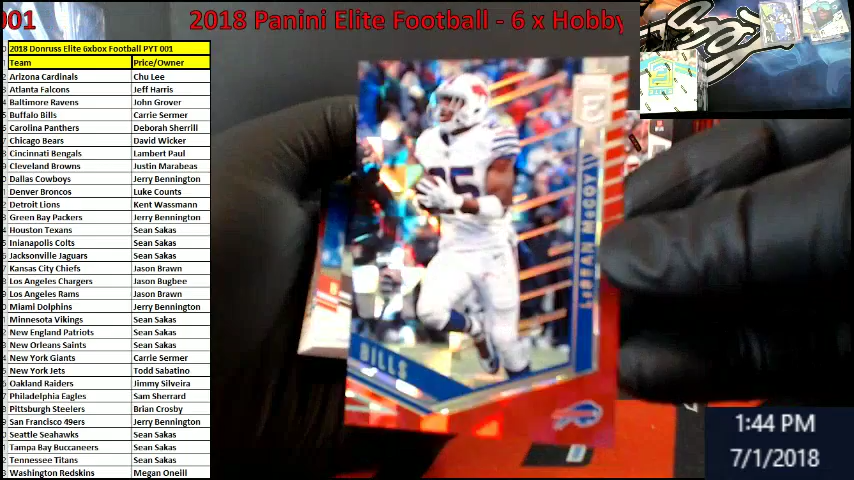 001 2018 Panini Elite Football - 6 x Hobby
2018 Donruss Elite 6xbox Football PYT 001
Team Price/Owner
Arizona Cardinals Chu Lee
Atlanta Falcons Jeff Harris
Baltimore Ravens John Grover
Buffalo Bills Carrie Sermer
Carolina Panthers Deborah Sherrill
Chicago Bears David Wicker
Cincinnati Bengals Lambert Paul
Cleveland Browns Justin Marabeas
Dallas Cowboys Jerry Bennington
Denver Broncos Luke Counts
Detroit Lions Kent Wassmann
Green Bay Packers Jerry Bennington
Houston Texans Sean Sakas
Inianapolis Colts Sean Sakas
Jacksonville Jaguars Sean Sakas
Kansas City Chiefs Jason Brawn
Los Angeles Chargers Jason Bugbee
Los Angeles Rams Jason Brawn
Miami Dolphins Jerry Bennington
Minnesota Vikings Sean Sakas
New England Patriots Sean Sakas
New Orleans Saints Sean Sakas
New York Giants Carrie Sermer
New York Jets Todd Sabatino
Oakland Raiders Jimmy Silveira
Philadelphia Eagles Sam Sherrard
Pittsburgh Steelers Brian Crosby
San Francisco 49ers Jerry Bennington
Seattle Seahawks Sean Sakas
Tampa Bay Buccaneers Sean Sakas
Tennessee Titans Sean Sakas
Washington Redskins Megan Oneill
LeSEAN McCOY
25
BILLS
1:44 PM
7/1/2018